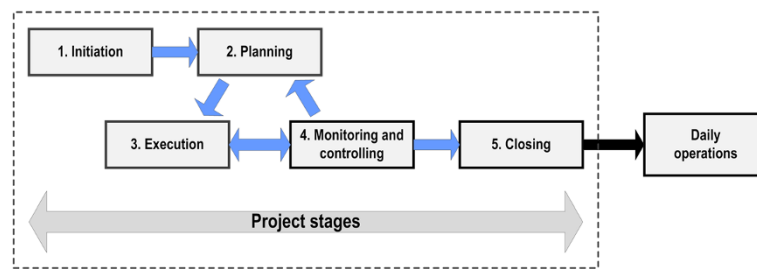 1. Initiation
2. Planning
3. Execution
4. Monitoring and
controlling
5. Closing
Daily
operations
Project stages